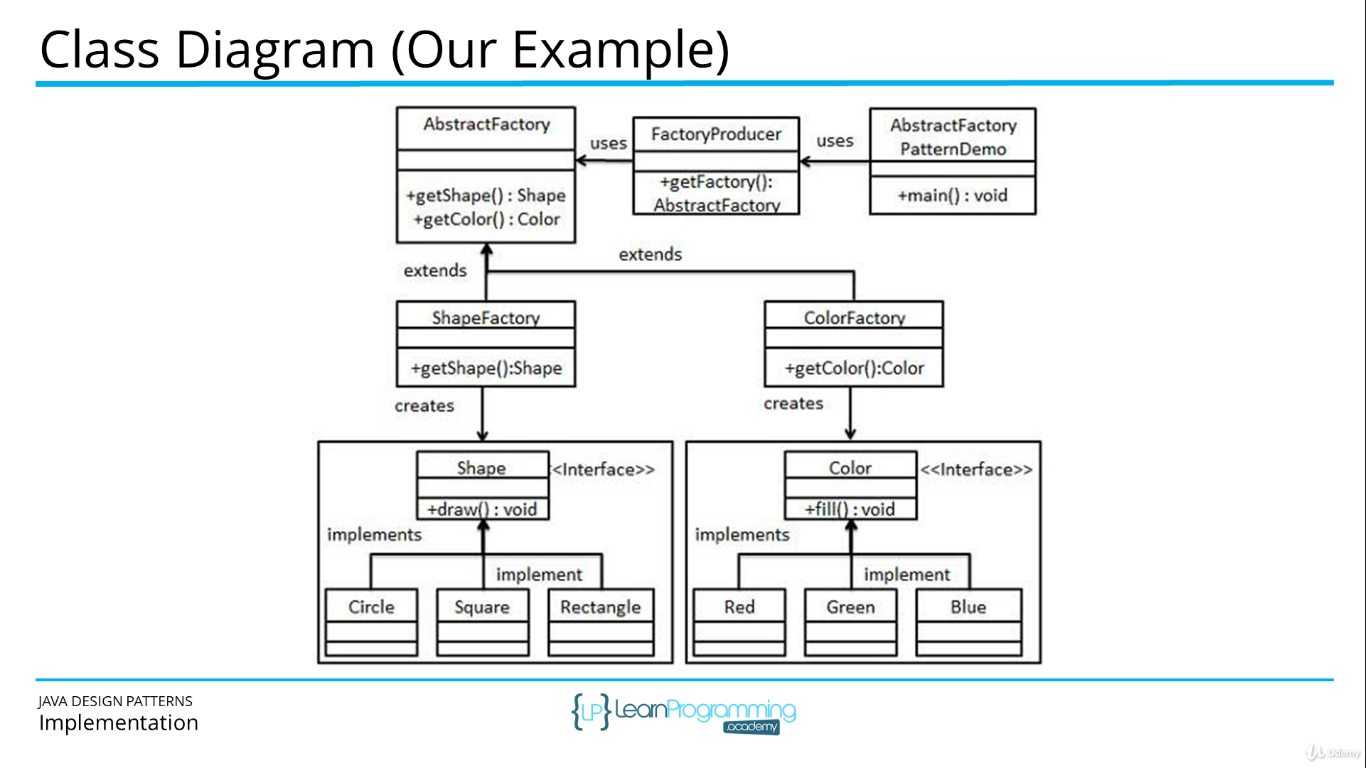 Class Diagram (Our Example)
AbstractFactory
+getShape() : Shape
+getColor() : Color
uses
FactoryProducer
+getFactory():
AbstractFactory
uses
AbstractFactory
PatternDemo
+main() : void
extends
extends
ShapeFactory
+getShape():Shape
ColorFactory
+getColor():Color
creates
creates
Shape
<<Interface>>
+draw() : void
implements
implement
Circle
Square
Rectangle
Color
<<Interface>>
+fill() : void
implements
implement
Red
Green
Blue
JAVA DESIGN PATTERNS
Implementation
{LP} LearnProgramming
.academy
Udemy